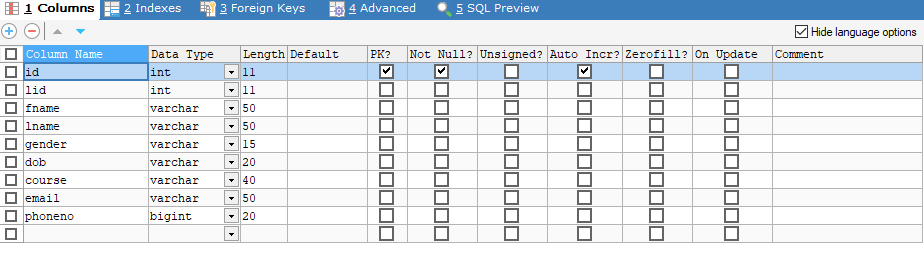 1 Columns 2 Indexes 3 Foreign Keys 4 Advanced 5 SQL Preview
Hide language options
Column Name Data Type Length Default PK? Not Null? Unsigned? Auto Incr? Zerofill? On Update Comment
id int 11
lid int 11
fname varchar 50
lname varchar 50
gender varchar 15
dob varchar 20
course varchar 40
email varchar 50
phoneno bigint 20